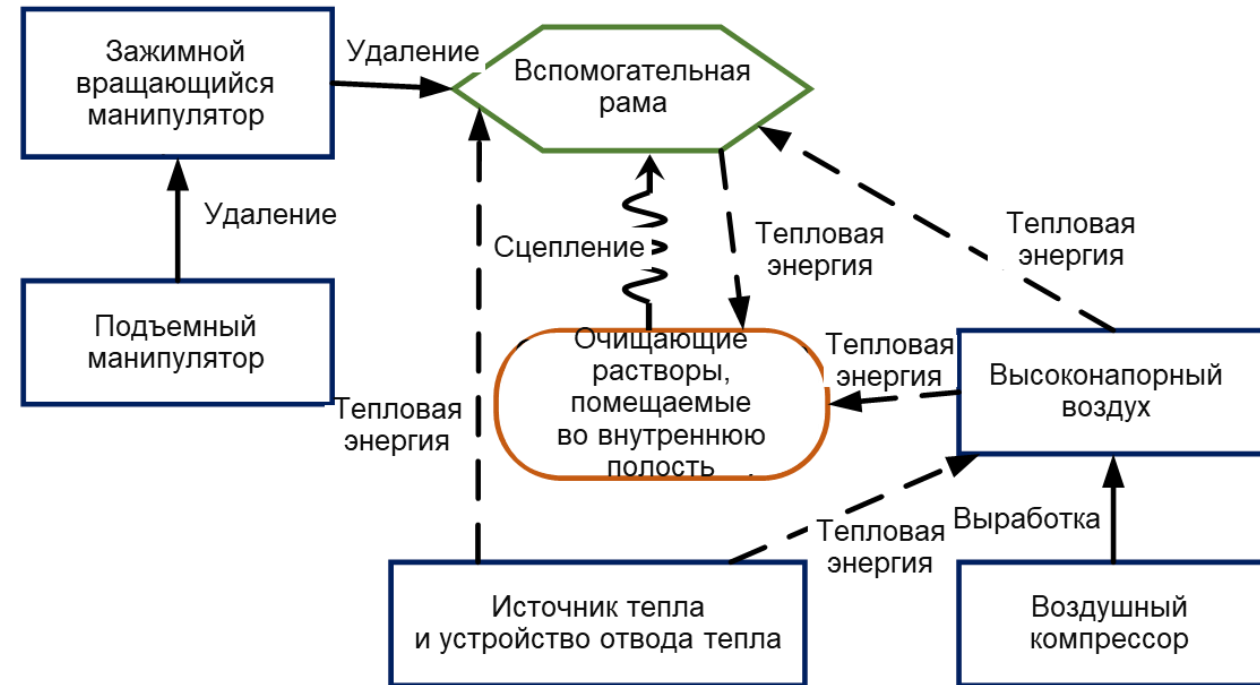 Зажимной
вращающийся
манипулятор
Удаление
Вспомогательная
рама
Удаление
Сцепление
Тепловая
энергия
Тепловая
энергия
Подъемный
манипулятор
Очищающие
растворы,
помещаемые
во внутреннюю
полость
Тепловая
энергия
Высоконапорный
воздух
Тепловая
энергия
Тепловая
энергия
Выработка
Источник тепла
и устройство отвода тепла
Воздушный
компрессор